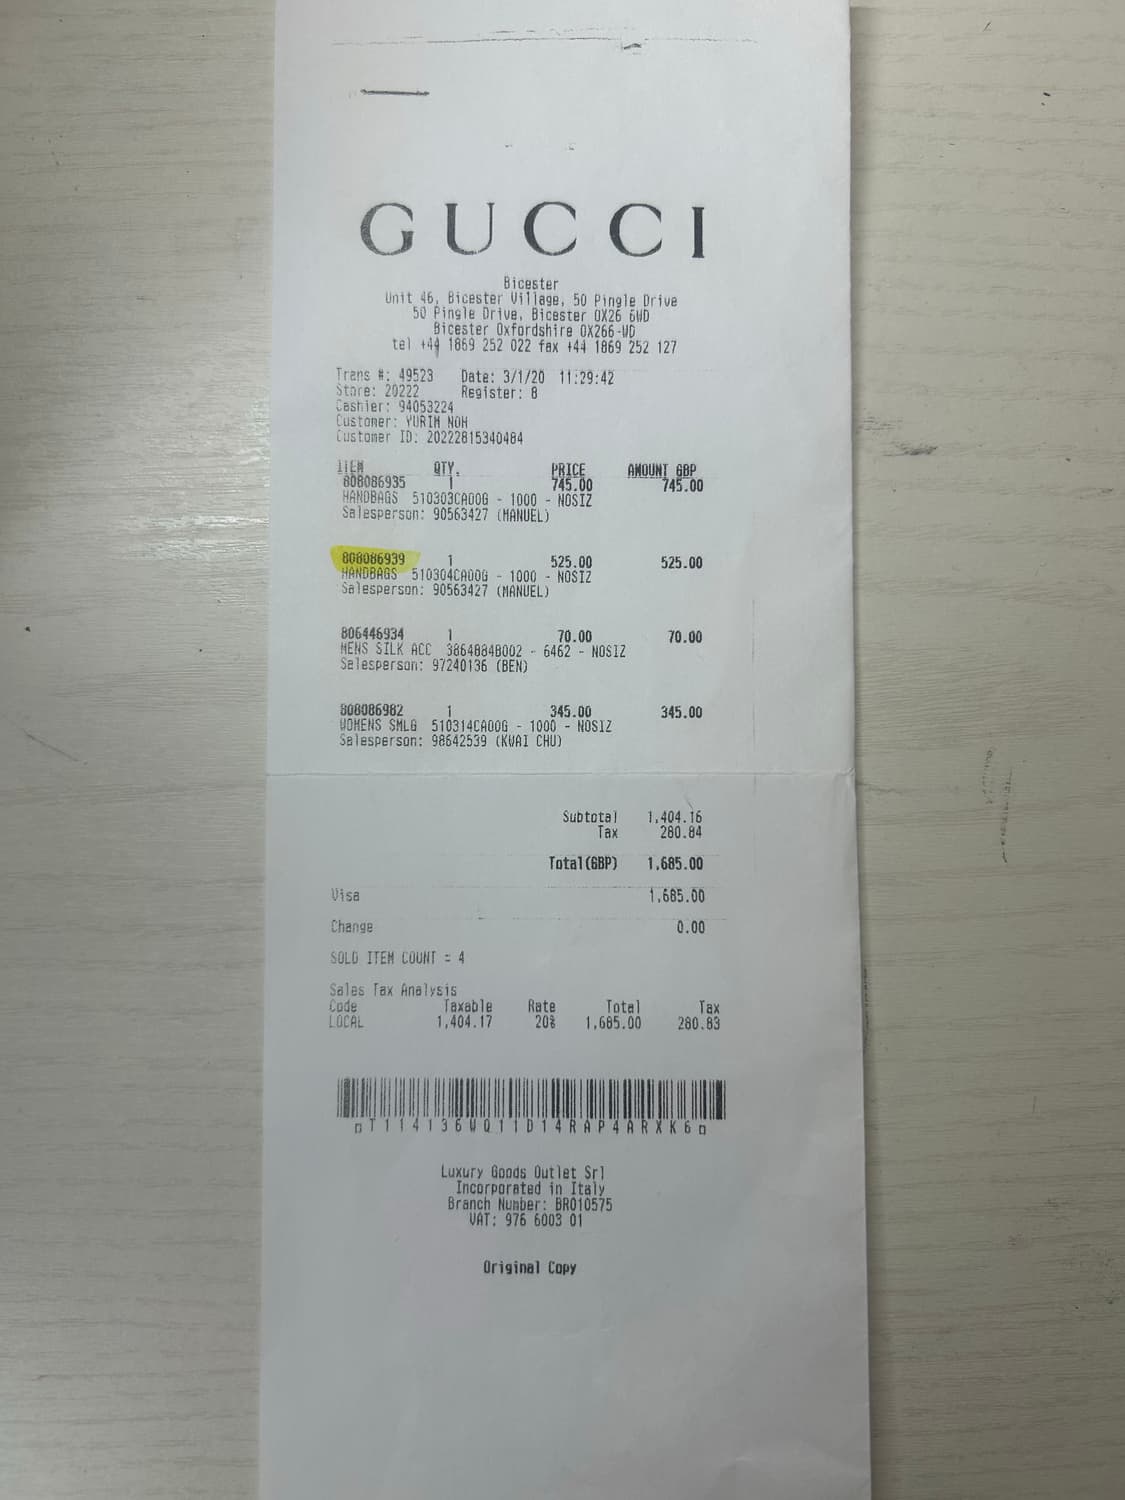 GUCCI
Bicester
Unit 46, Bicester Village, 50 Pingle Drive
50 Pingle Drive, Bicester OX26 6WD
Bicester Oxfordshire OX266-WD
tel +44 1869 252 022 fax +44 1869 252 127
Trans #: 49523 Date: 3/1/20 11:29:42
Store: 20222 Register: 8
Cashier: 94053224
Customer: YURIM NOH
Customer ID: 20222815340484
ITEM QTY. PRICE AMOUNT GBP
808086935 1 745.00 745.00
HANDBAGS 510303CAO0G - 1000 - NOSIZ
Salesperson: 90563427 (MANUEL)
808086939 1 525.00 525.00
HANDBAGS 510304CAO0G - 1000 - NOSIZ
Salesperson: 90563427 (MANUEL)
806446934 1 70.00 70.00
MENS SILK ACC 3864884B002 - 6462 - NOSIZ
Salesperson: 97240136 (BEN)
808086982 1 345.00 345.00
WOMENS SMLG 510314CAO0G - 1000 - NOSIZ
Salesperson: 98642539 (KWAI CHU)
Subtotal 1,404.16
Tax 280.84
Total(GBP) 1,685.00
Visa 1,685.00
Change 0.00
SOLD ITEM COUNT = 4
Sales Tax Analysis
Code Taxable Rate Total Tax
LOCAL 1,404.17 20% 1,685.00 280.83
T114136WQ11D14RAP4ARXK6
Luxury Goods Outlet Srl
Incorporated in Italy
Branch Number: BR010575
VAT: 976 6003 01
Original Copy